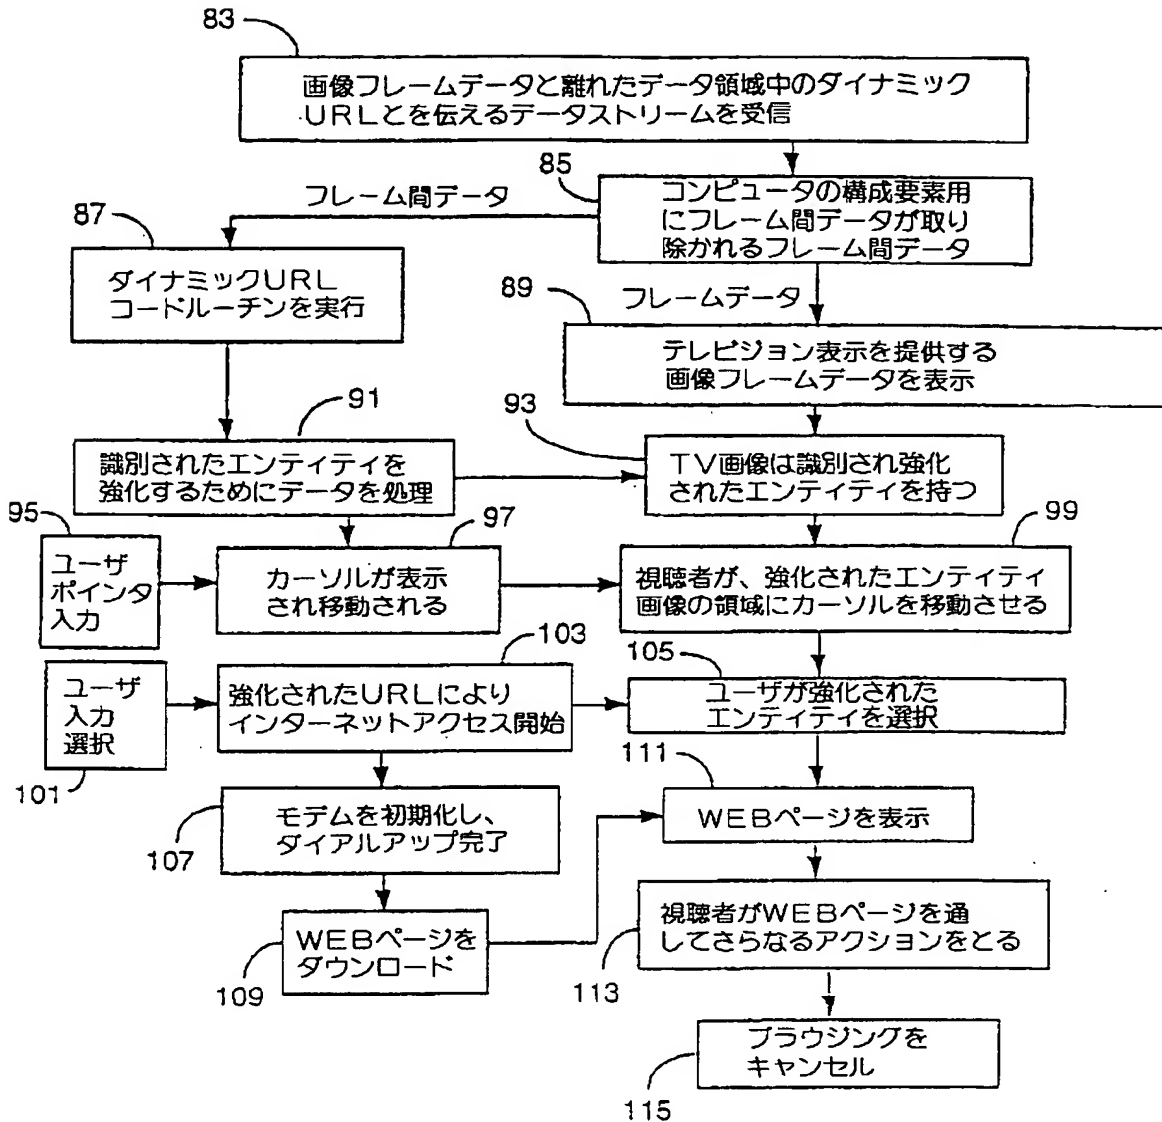 83
画像フレームデータと離れたデータ領域中のダイナミック
URLとを伝えるデータストリームを受信
85
フレーム間データ
コンピュータの構成要素用
にフレーム間データが取り
除かれるフレーム間データ
87
ダイナミックURL
コードルーチンを実行
フレームデータ
89
テレビジョン表示を提供する
画像フレームデータを表示
91
識別されたエンティティを
強化するためにデータを処理
93
TV画像は識別され強化
されたエンティティを持つ
95
ユーザ
ポインタ
入力
97
カーソルが表示
され移動される
99
視聴者が、強化されたエンティティ
画像の領域にカーソルを移動させる
101
ユーザ
入力
選択
103
強化されたURLにより
インターネットアクセス開始
105
ユーザが強化された
エンティティを選択
107
モデムを初期化し、
ダイアルアップ完了
111
WEBページを表示
109
WEBページを
ダウンロード
113
視聴者がWEBページを通
してさらなるアクションをとる
ブラウジングを
キャンセル
115